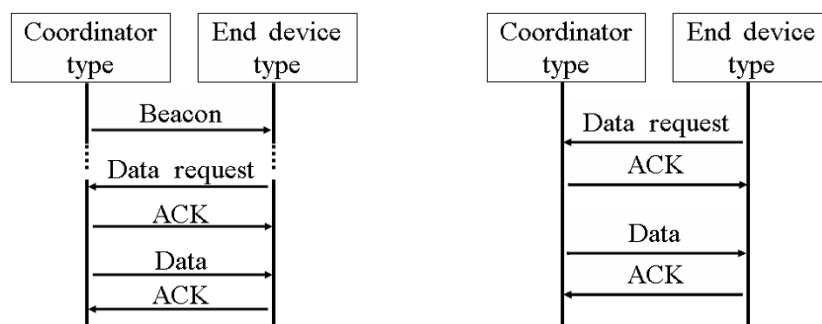 Coordinator
type
End device
type
Beacon
Data request
ACK
Data
ACK
Coordinator
type
End device
type
Data request
ACK
Data
ACK